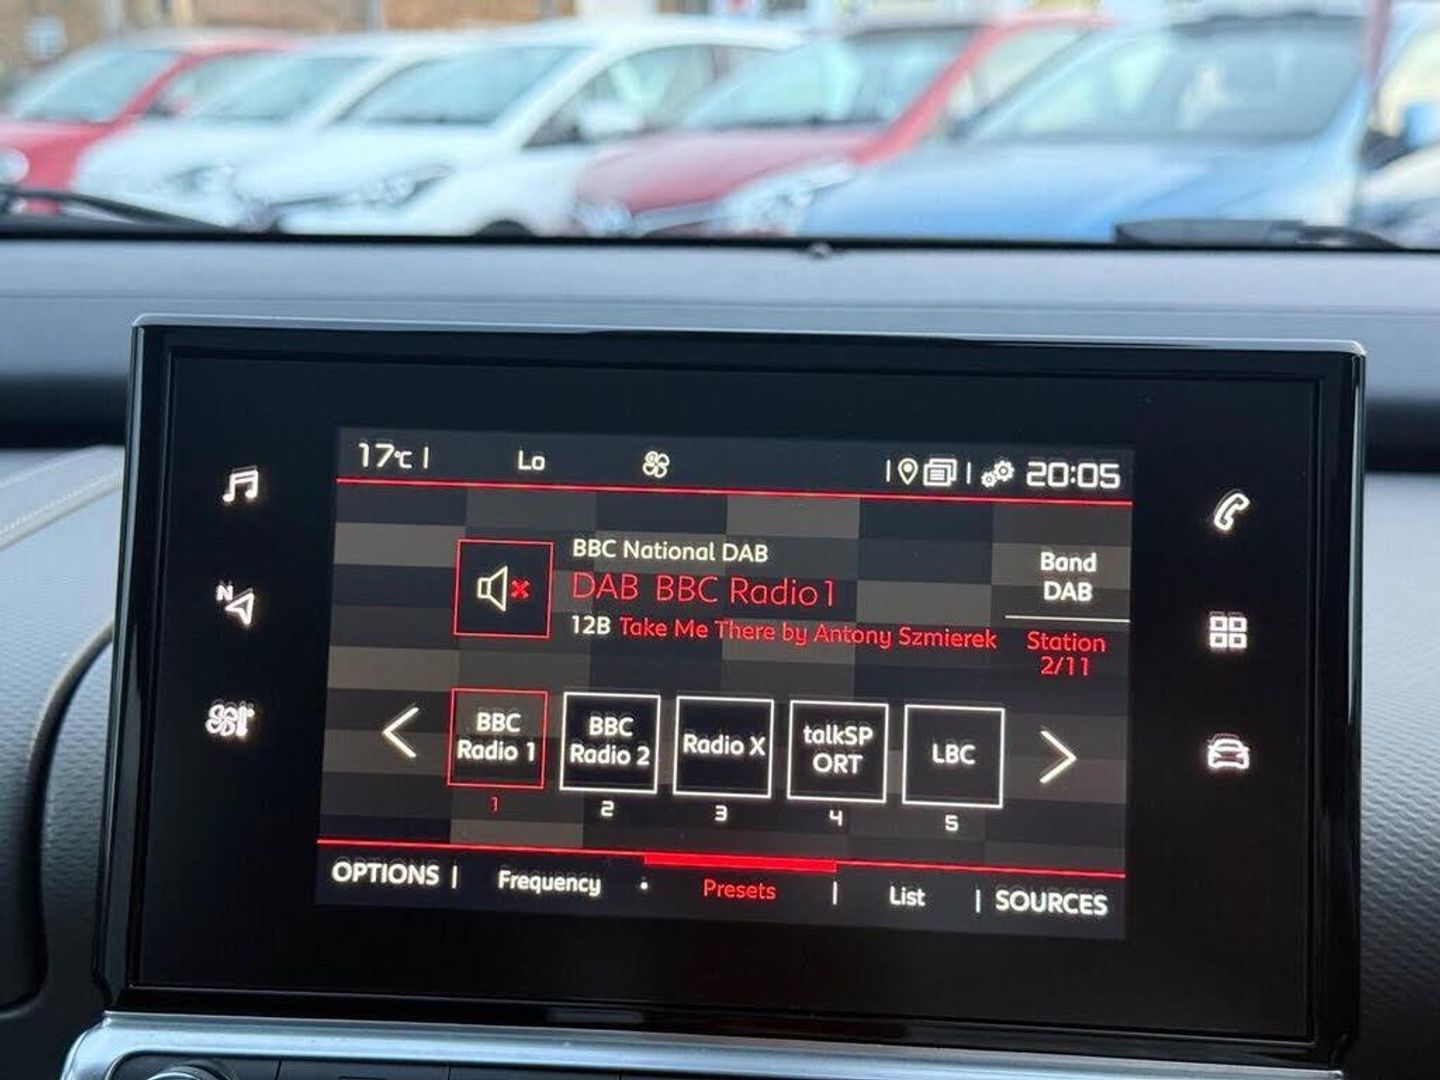 17°C | Lo 20:05
BBC National DAB
DAB BBC Radio 1
12B Take Me There by Antony Szmierek
Band
DAB
Station
2/11
N
BBC
Radio 1
BBC
Radio 2
Radio X
talkSP
ORT
LBC
1 2 3 4 5
OPTIONS | Frequency Presets | List | SOURCES